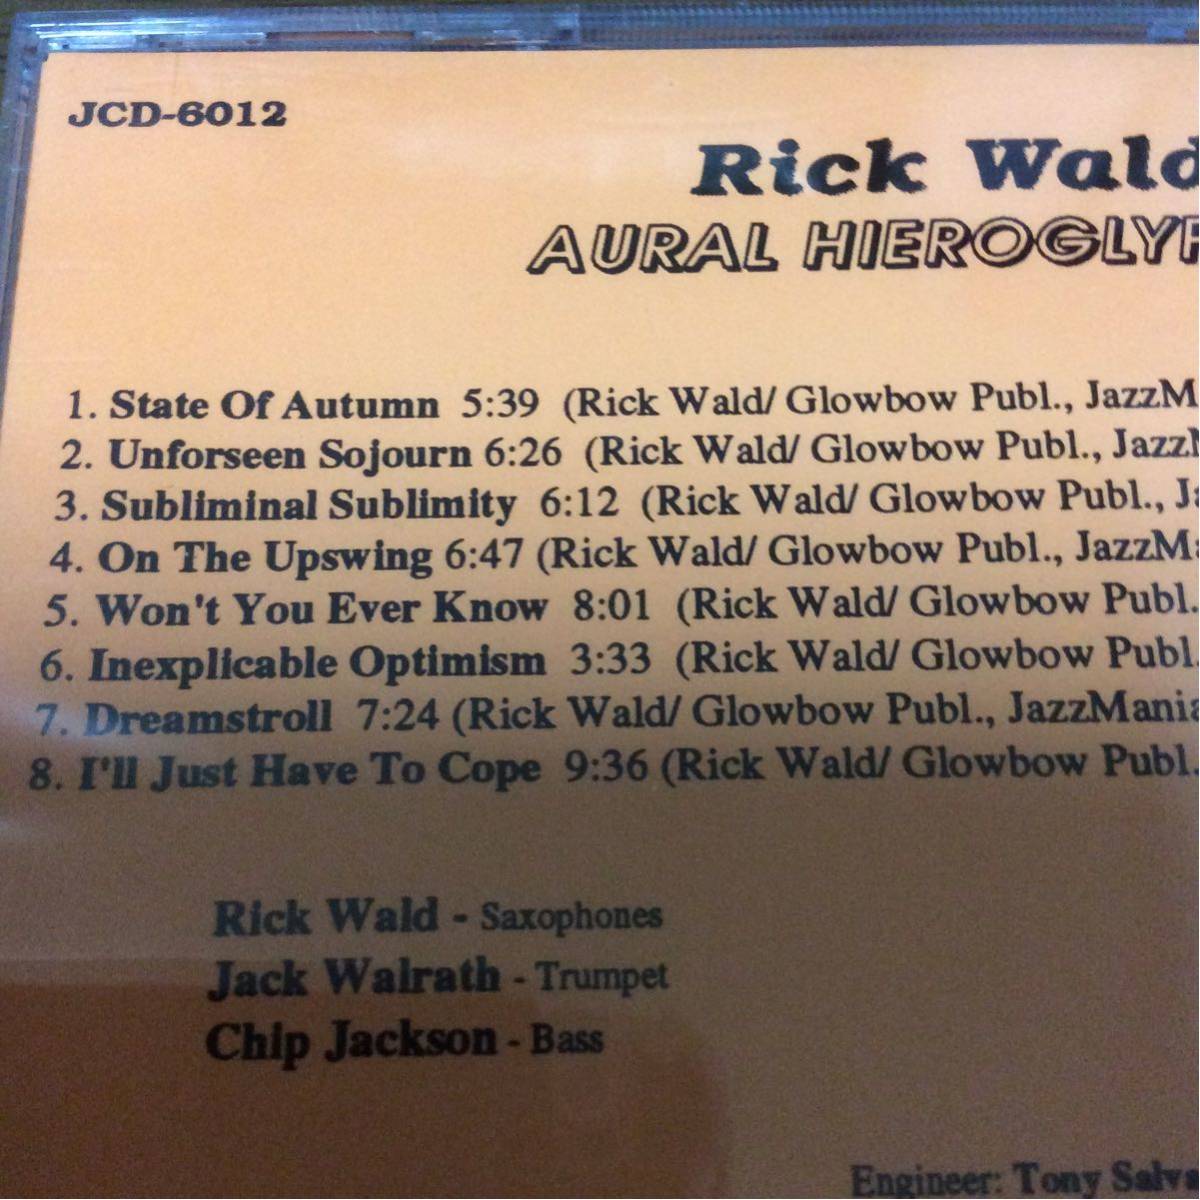 JCD-6012
Rick Wald
AURAL HIEROGLYP
1. State Of Autumn 5:39 (Rick Wald/ Glowbow Publ., JazzM
2. Unforseen Sojourn 6:26 (Rick Wald/ Glowbow Publ., Jazz
3. Subliminal Sublimity 6:12 (Rick Wald/ Glowbow Publ., Ja
4. On The Upswing 6:47 (Rick Wald/ Glowbow Publ., JazzMa
5. Won't You Ever Know 8:01 (Rick Wald/ Glowbow Publ.
6. Inexplicable Optimism 3:33 (Rick Wald/ Glowbow Publ.
7. Dreamstroll 7:24 (Rick Wald/ Glowbow Publ., JazzMania
8. I'll Just Have To Cope 9:36 (Rick Wald/ Glowbow Publ.
Rick Wald - Saxophones
Jack Walrath - Trumpet
Chip Jackson - Bass
Engineer: Tony Salva